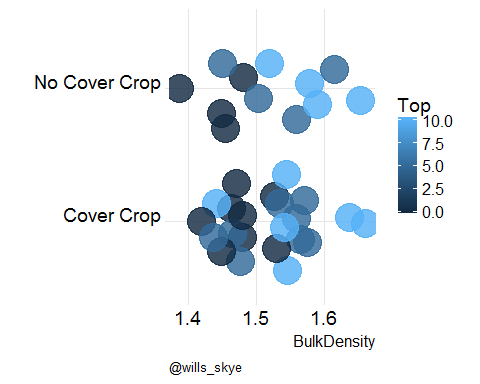 No Cover Crop
Cover Crop
Top
10.0
7.5
5.0
2.5
0.0
1.4 1.5 1.6
BulkDensity
@wills_skye